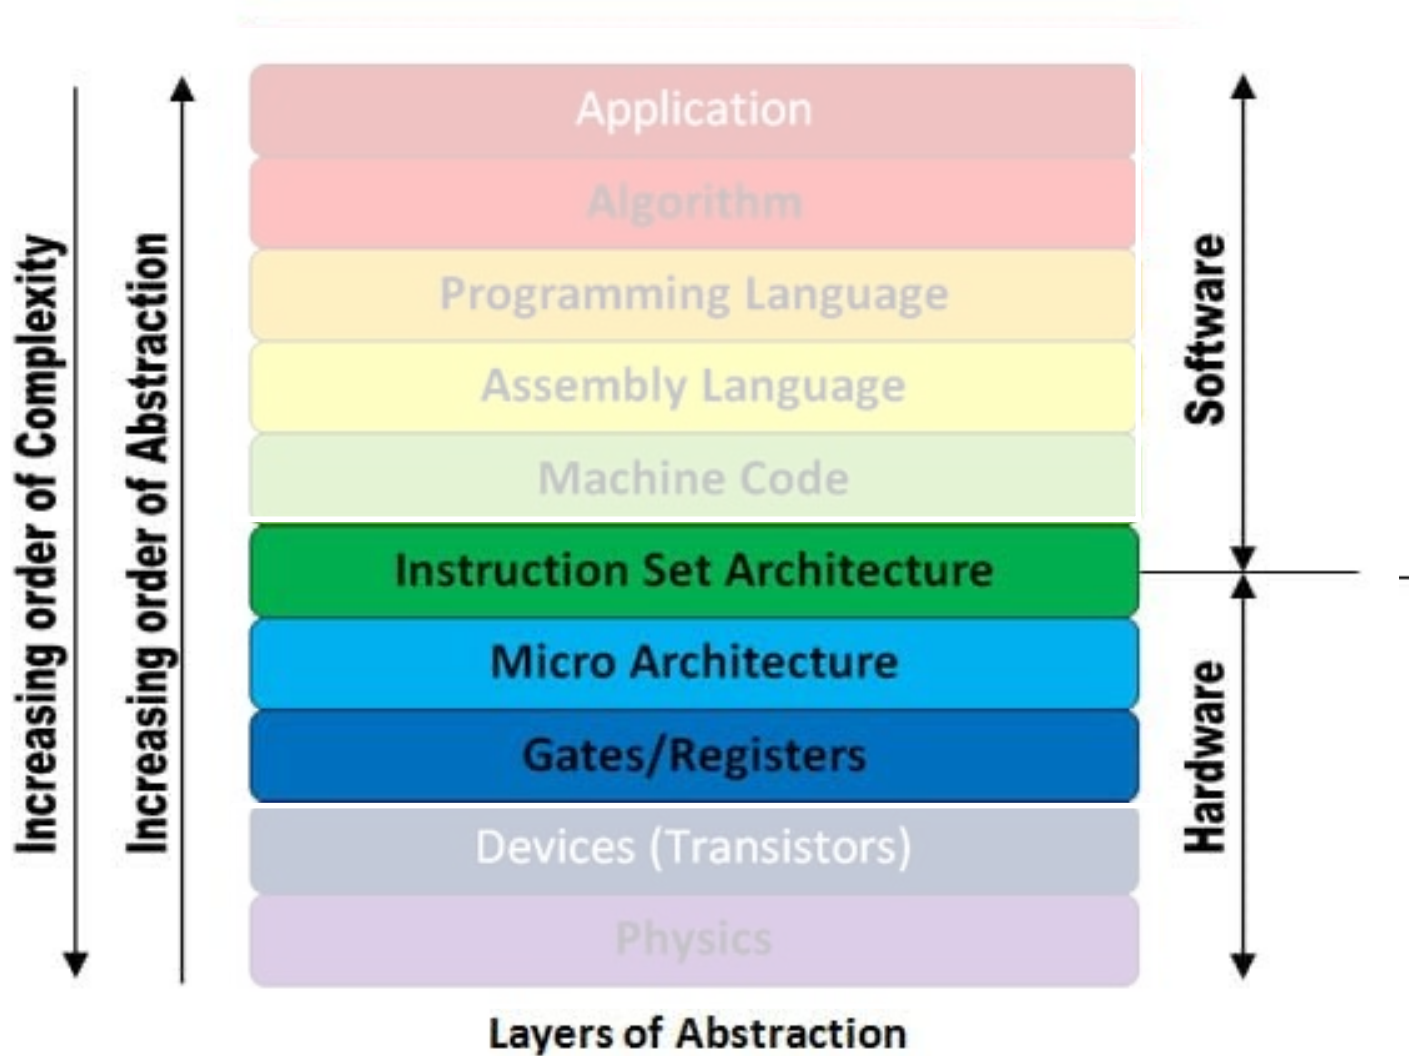 Application
Algorithm
Programming Language
Assembly Language
Machine Code
Instruction Set Architecture
Micro Architecture
Gates/Registers
Devices (Transistors)
Physics
Increasing order of Complexity
Increasing order of Abstraction
Software
Hardware
Layers of Abstraction